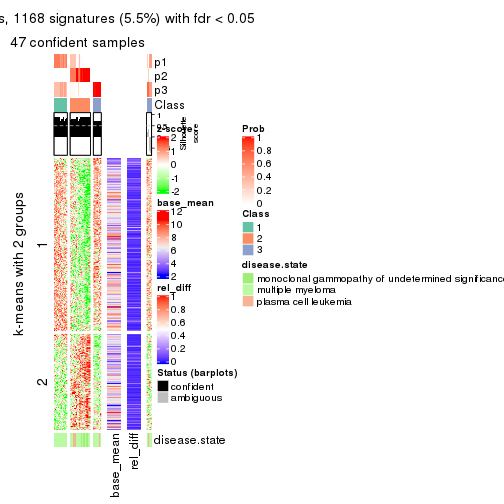 s, 1168 signatures (5.5%) with fdr < 0.05
47 confident samples
p1
p2
p3
Class
1
0.5
0
Silhouette
score
z-score
2
1
0
-1
-2
base_mean
12
10
8
6
4
2
rel_diff
1
0.8
0.6
0.4
0.2
0
Status (barplots)
confident
ambiguous
Prob
1
0.8
0.6
0.4
0.2
0
Class
1
2
3
disease.state
monoclonal gammopathy of undetermined significance
multiple myeloma
plasma cell leukemia
k-means with 2 groups
1
2
disease.state
base_mean
rel_diff